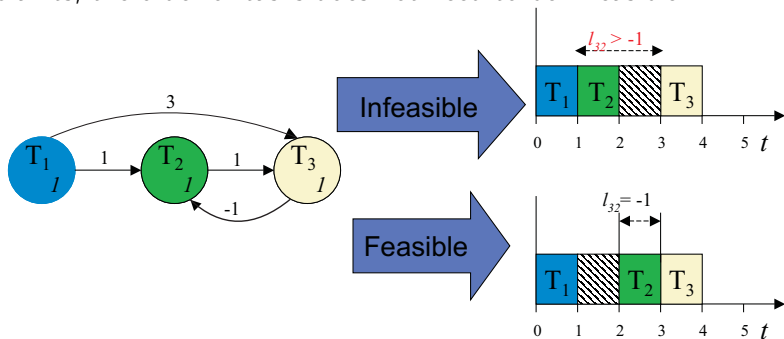 l32 > -1
T1 T2 T3
0 1 2 3 4 5 t
Infeasible
3
T1 1 T2 1 T3
1 1 1
-1
Feasible
l32= -1
T1 T2 T3
0 1 2 3 4 5 t